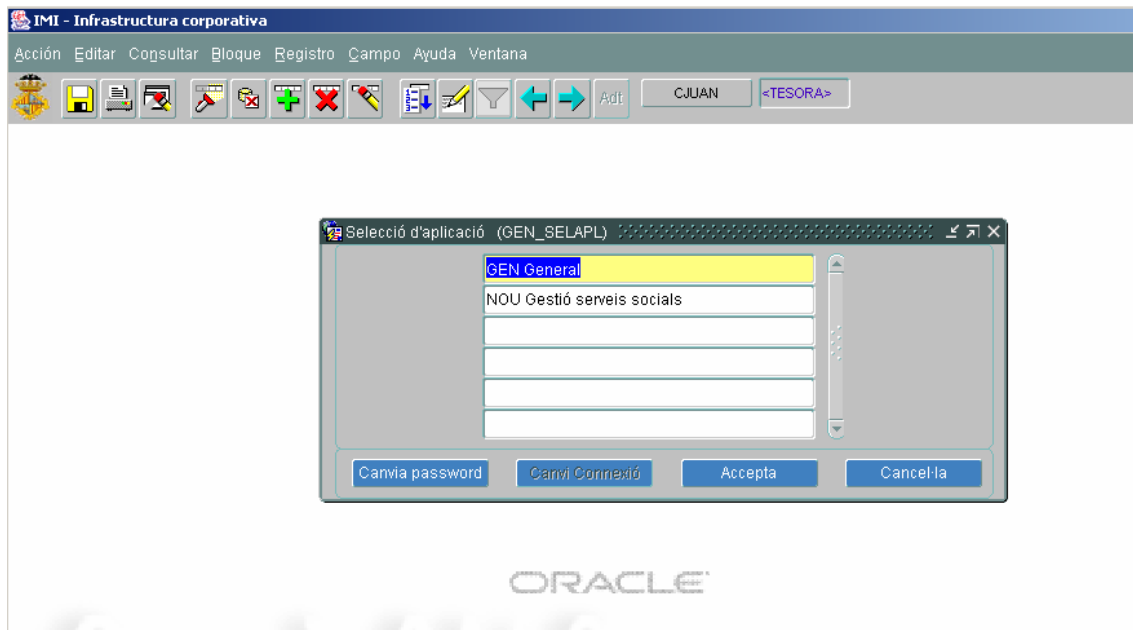 IMI - Infrastructura corporativa
Acción Editar Consultar Bloque Registro Campo Ayuda Ventana
Adt CJUAN <TESORA>
Selecció d'aplicació (GEN_SELAPL)
GEN General
NOU Gestió serveis socials
Canvia password Canvi Connexió Accepta Cancel·la
ORACLE